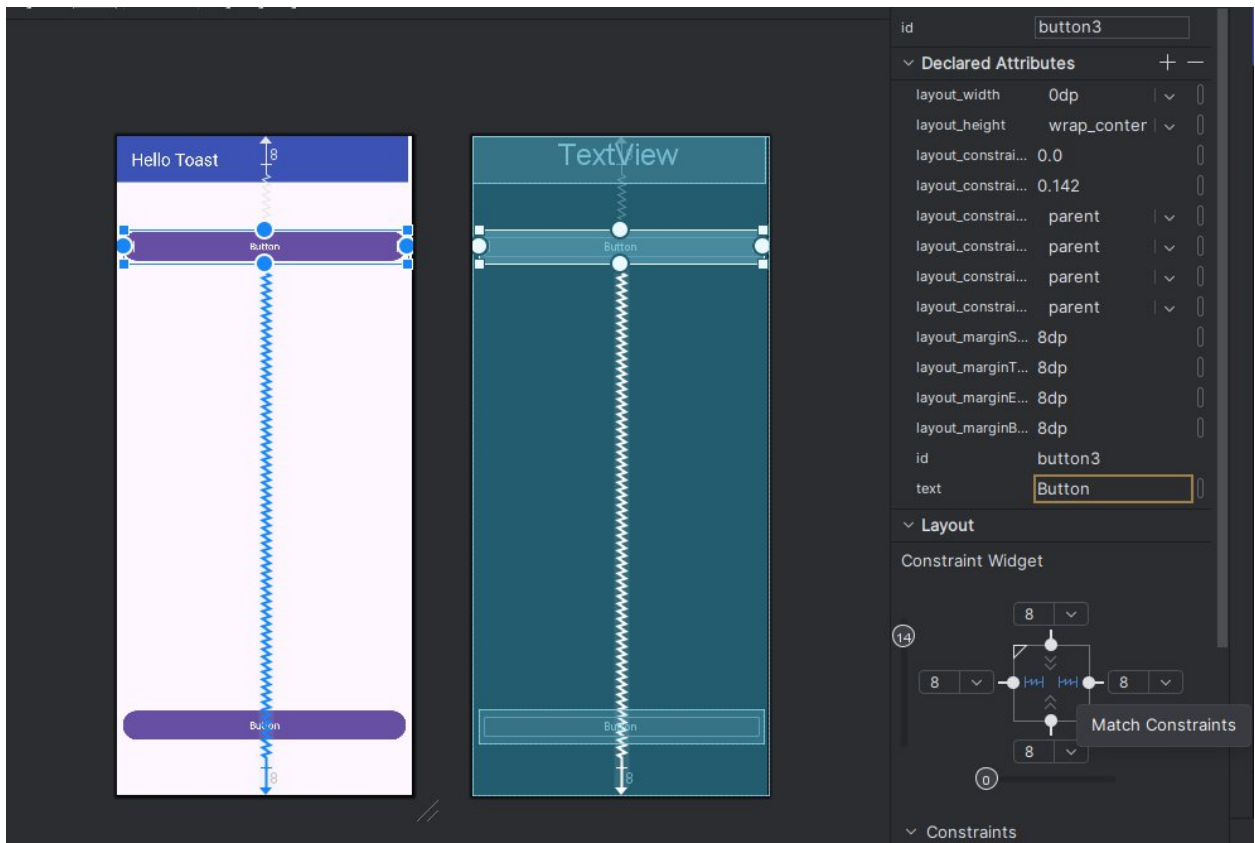 id button3
Declared Attributes
layout_width 0dp
layout_height wrap_conter
layout_constrai... 0.0
layout_constrai... 0.142
layout_constrai... parent
layout_constrai... parent
layout_constrai... parent
layout_constrai... parent
layout_marginS... 8dp
layout_marginT... 8dp
layout_marginE... 8dp
layout_marginB... 8dp
id button3
text Button
Layout
Constraint Widget
8
14
8 8
Match Constraints
8
0
Constraints
Hello Toast
8
Button
Button
8
TextView
Button
Button
8